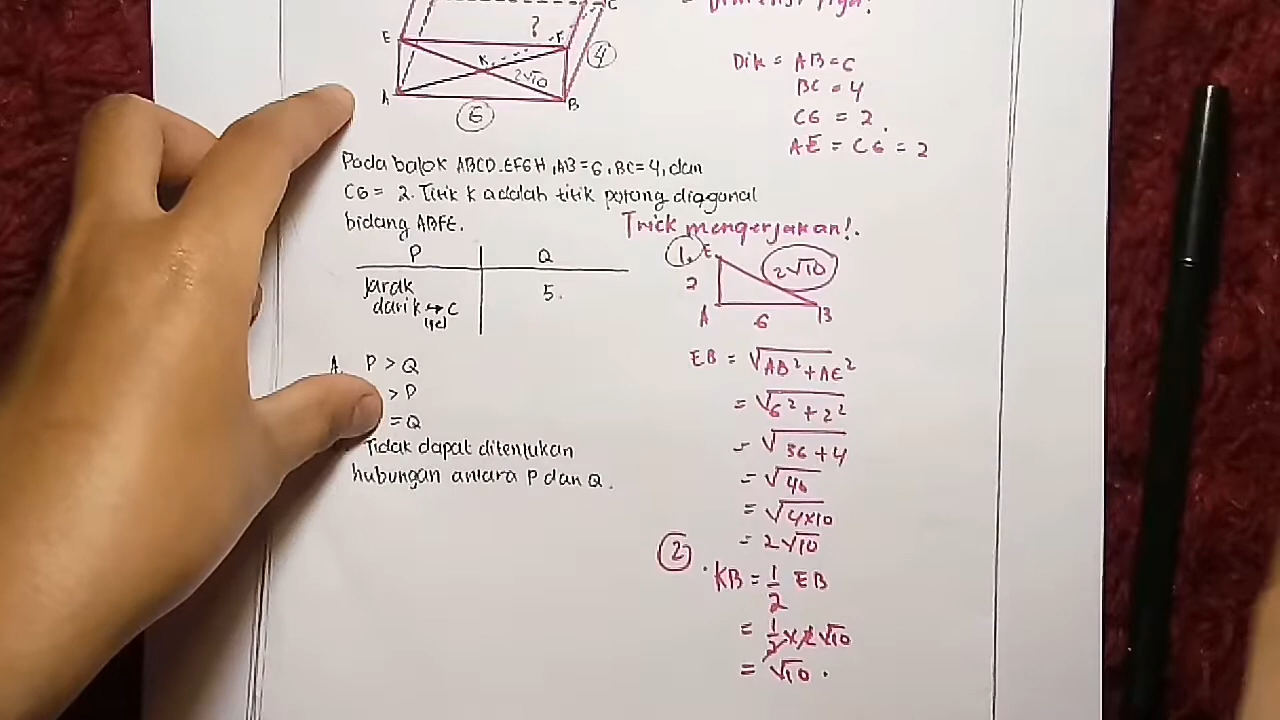 C
?
E
F
K
4
2√10
A
B
6
Dik = AB = 6
BC = 4
CG = 2.
AE = CG = 2
Pada balok ABCD.EFGH, AB = 6, BC = 4, dan
CG = 2. Titik K adalah titik potong diagonal
bidang ABFE.
P Q
Jarak
dari K → C
5.
A. P > Q
> P
= Q
Tidak dapat ditentukan
hubungan antara P dan Q.
Trick mengerjakan!.
1. E
2√10
2
A 6 B
EB = √AB² + AE²
= √6² + 2²
= √36 + 4
= √40
= √4x10
= 2√10
2
. KB = 1/2 EB
= 1/2 x 2√10
= √10 .